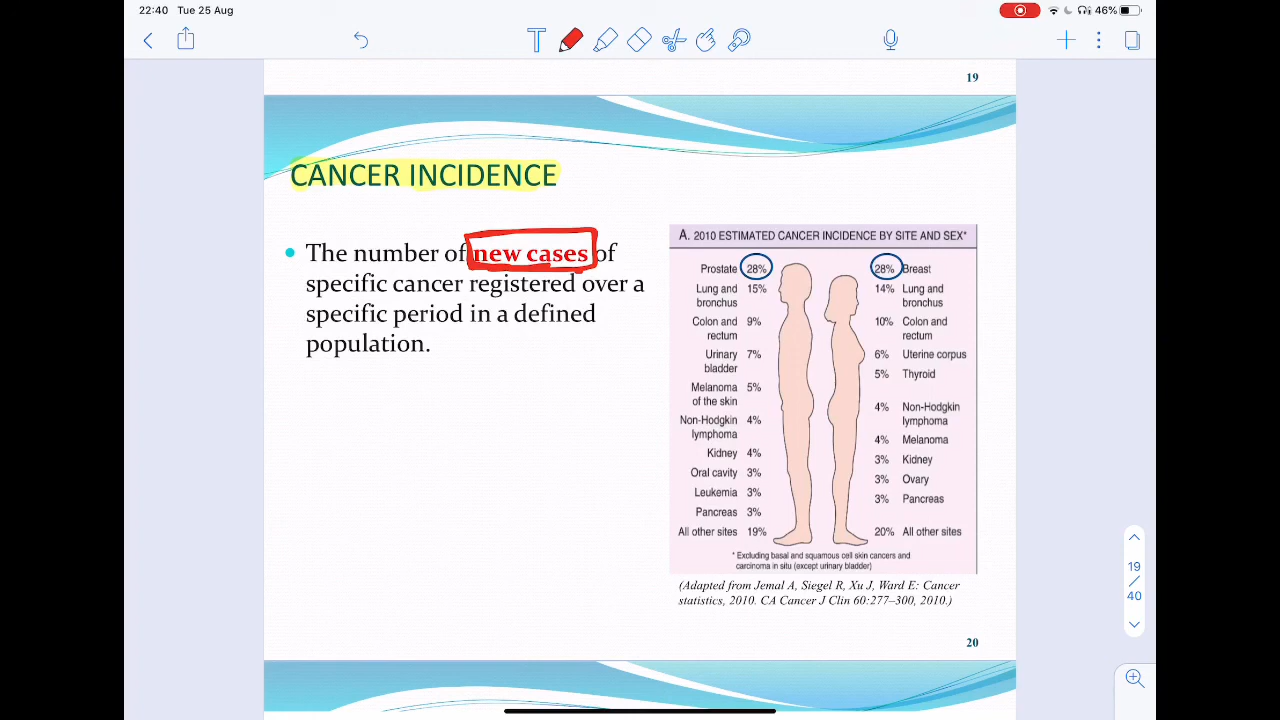 22:40 Tue 25 Aug
46%
19
CANCER INCIDENCE
• The number of new cases of
specific cancer registered over a
specific period in a defined
population.
A. 2010 ESTIMATED CANCER INCIDENCE BY SITE AND SEX*
Prostate 28% 28% Breast
Lung and 15% 14% Lung and
bronchus bronchus
Colon and 9% 10% Colon and
rectum rectum
Urinary 7% 6% Uterine corpus
bladder
5% Thyroid
Melanoma 5%
of the skin
4% Non-Hodgkin
lymphoma
Non-Hodgkin 4%
lymphoma
4% Melanoma
Kidney 4% 3% Kidney
Oral cavity 3% 3% Ovary
Leukemia 3% 3% Pancreas
Pancreas 3%
All other sites 19% 20% All other sites
* Excluding basal and squamous cell skin cancers and
carcinoma in situ (except urinary bladder)
(Adapted from Jemal A, Siegel R, Xu J, Ward E: Cancer
statistics, 2010. CA Cancer J Clin 60:277–300, 2010.)
20
19
/
40